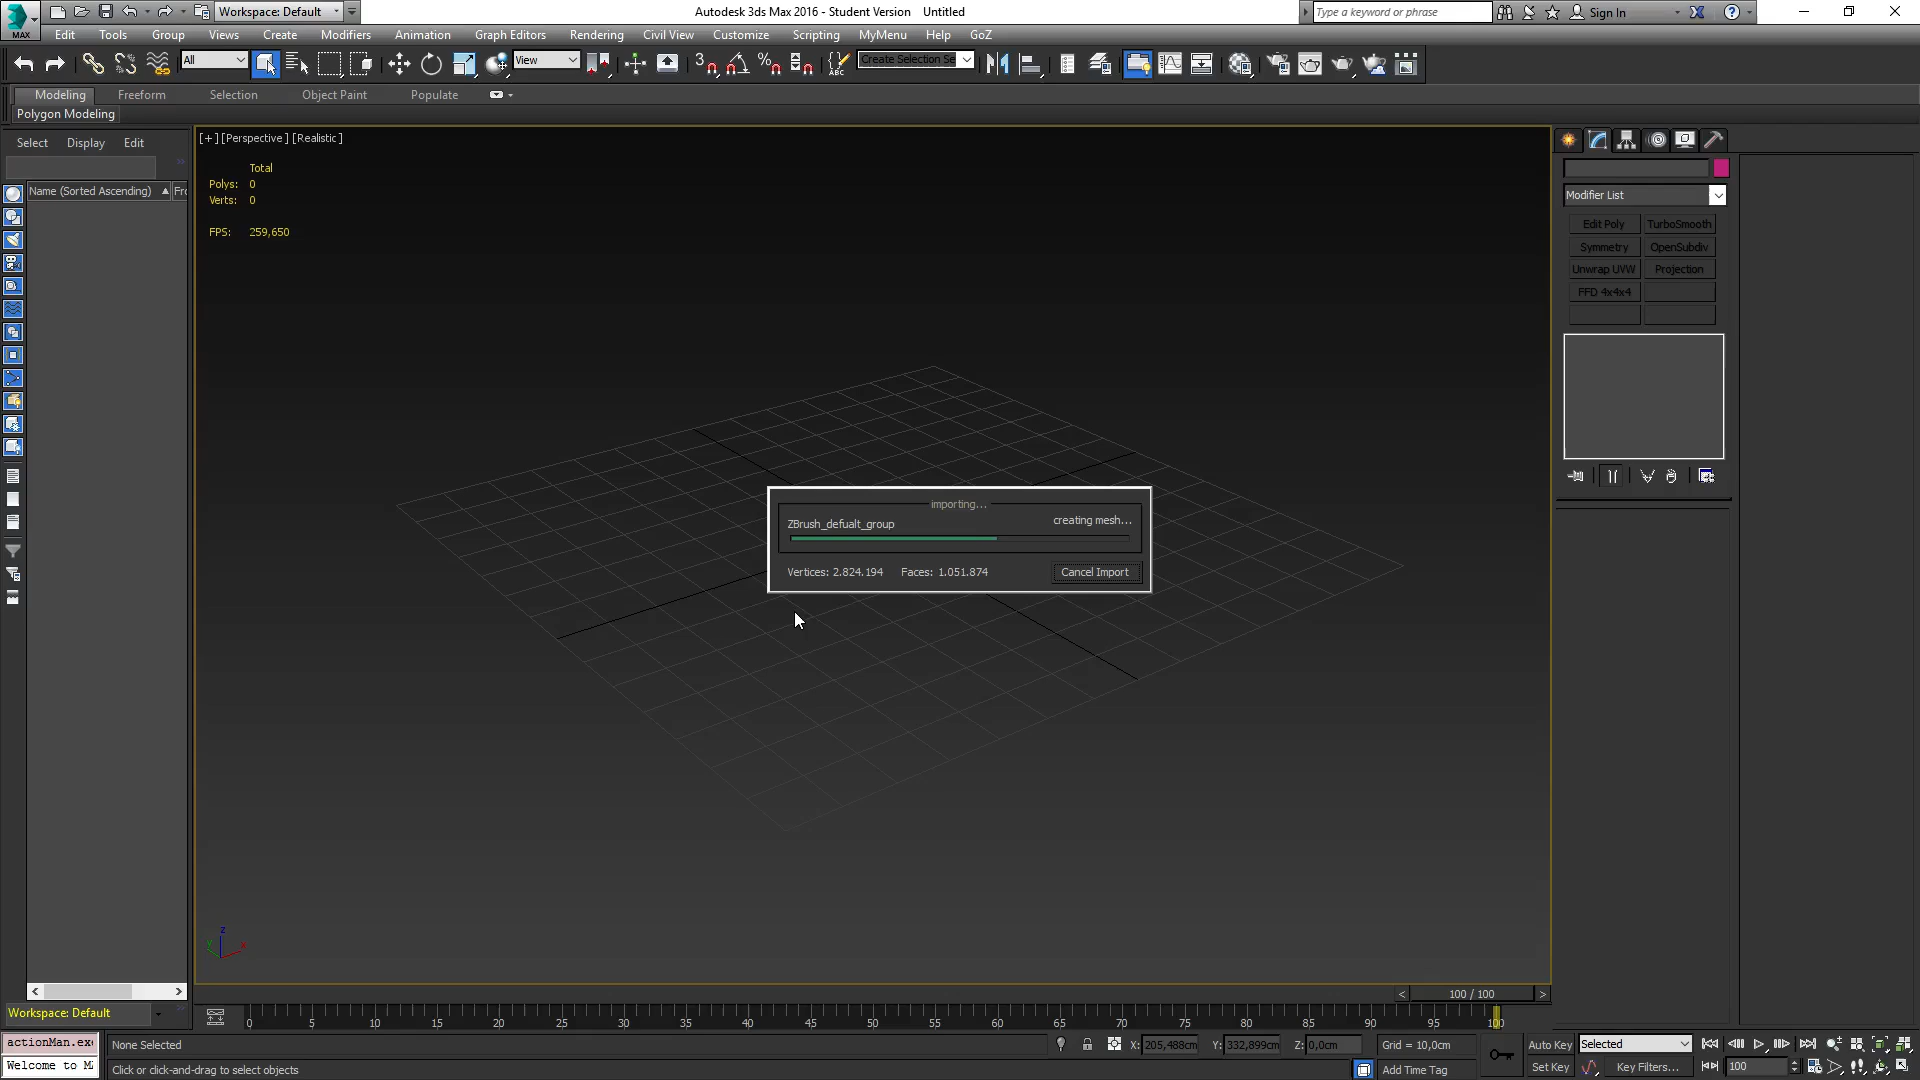 Workspace: Default
Autodesk 3ds Max 2016 - Student Version    Untitled
Type a keyword or phrase
Sign In
MAX
Edit Tools Group Views Create Modifiers Animation Graph Editors Rendering Civil View Customize Scripting MyMenu Help GoZ
All
View
3
ABC
Create Selection Se
Modeling Freeform Selection Object Paint Populate
Polygon Modeling
Select Display Edit
Name (Sorted Ascending)
Fro
[+][Perspective][Realistic]
Total
Polys: 0
Verts: 0
FPS: 259,650
Modifier List
Edit Poly TurboSmooth
Symmetry OpenSubdiv
Unwrap UVW Projection
FFD 4x4x4
importing...
ZBrush_defualt_group creating mesh...
Vertices: 2.824.194 Faces: 1.051.874 Cancel Import
z
y x
100 / 100
Workspace: Default
0 5 10 15 20 25 30 35 40 45 50 55 60 65 70 75 80 85 90 95 100
actionMan.exe
None Selected
X: 205,488cm Y: 332,899cm Z: 0,0cm
Grid = 10,0cm
Auto Key Selected
Welcome to MA
Click or click-and-drag to select objects
Add Time Tag
Set Key Key Filters...
100